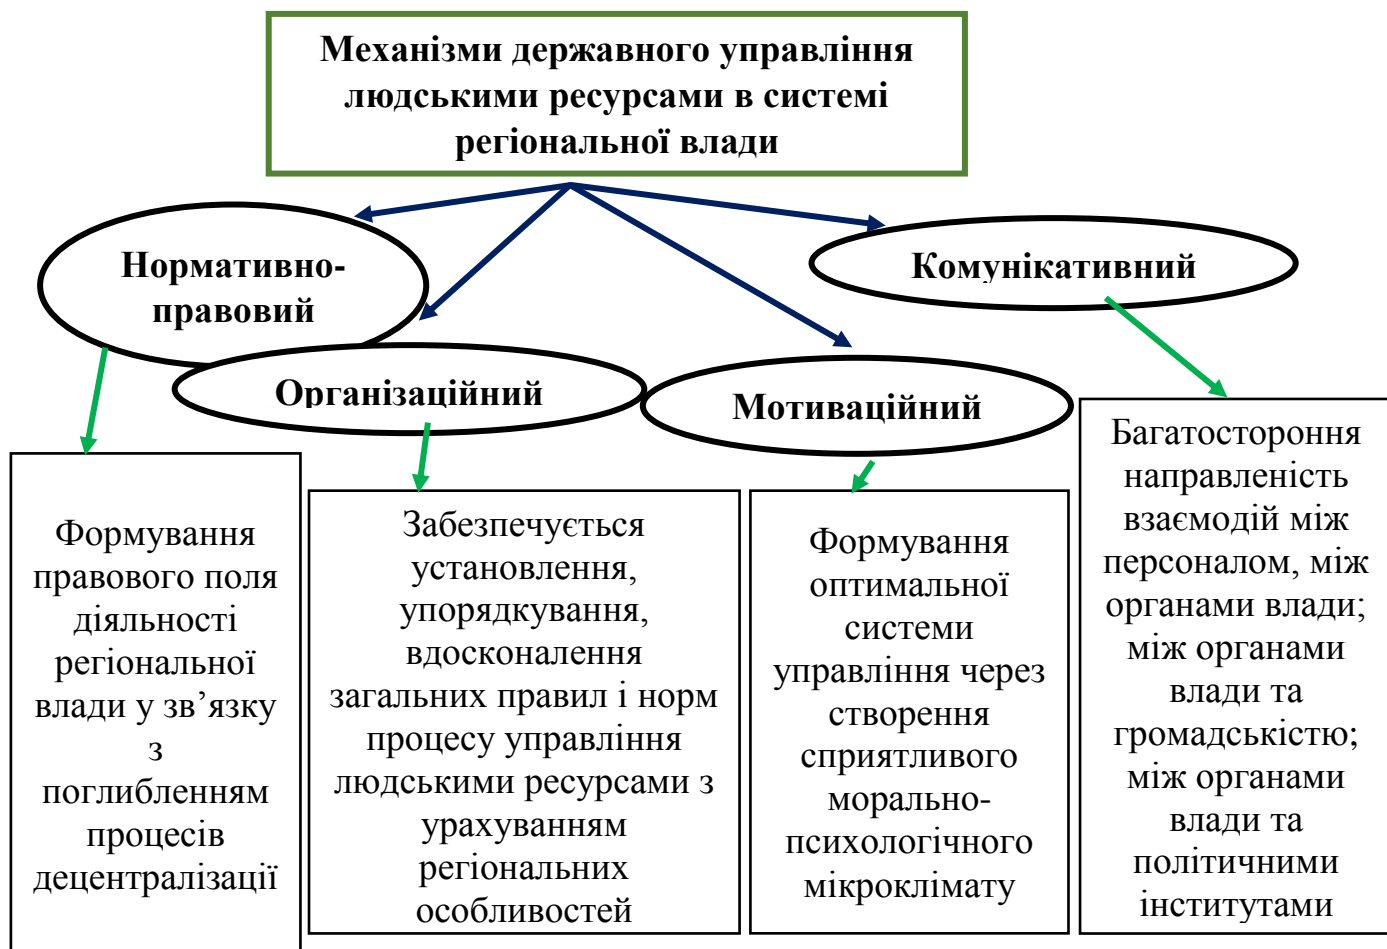 Механізми державного управління
людськими ресурсами в системі
регіональної влади
Нормативно-
правовий
Організаційний
Мотиваційний
Комунікативний
Формування
правового поля
діяльності
регіональної
влади у зв’язку
з
поглибленням
процесів
децентралізації
Забезпечується
установлення,
упорядкування,
вдосконалення
загальних правил і норм
процесу управління
людськими ресурсами з
урахуванням
регіональних
особливостей
Формування
оптимальної
системи
управління через
створення
сприятливого
морально-
психологічного
мікроклімату
Багатостороння
направленість
взаємодій між
персоналом, між
органами влади;
між органами
влади та
громадськістю;
між органами
влади та
політичними
інститутами